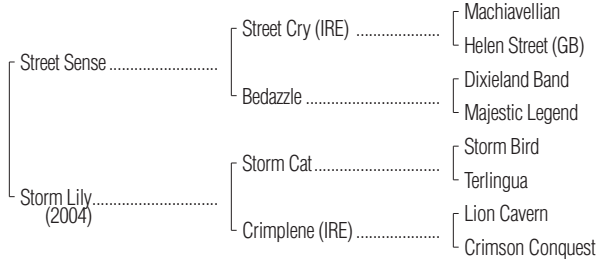 Machiavellian
Street Cry (IRE) ....................
Helen Street (GB)
Street Sense ..........................
Dixieland Band
Bedazzle ................................
Majestic Legend
Storm Bird
Storm Cat..............................
Terlingua
Storm Lily..............................
(2004)
Lion Cavern
Crimplene (IRE) ....................
Crimson Conquest